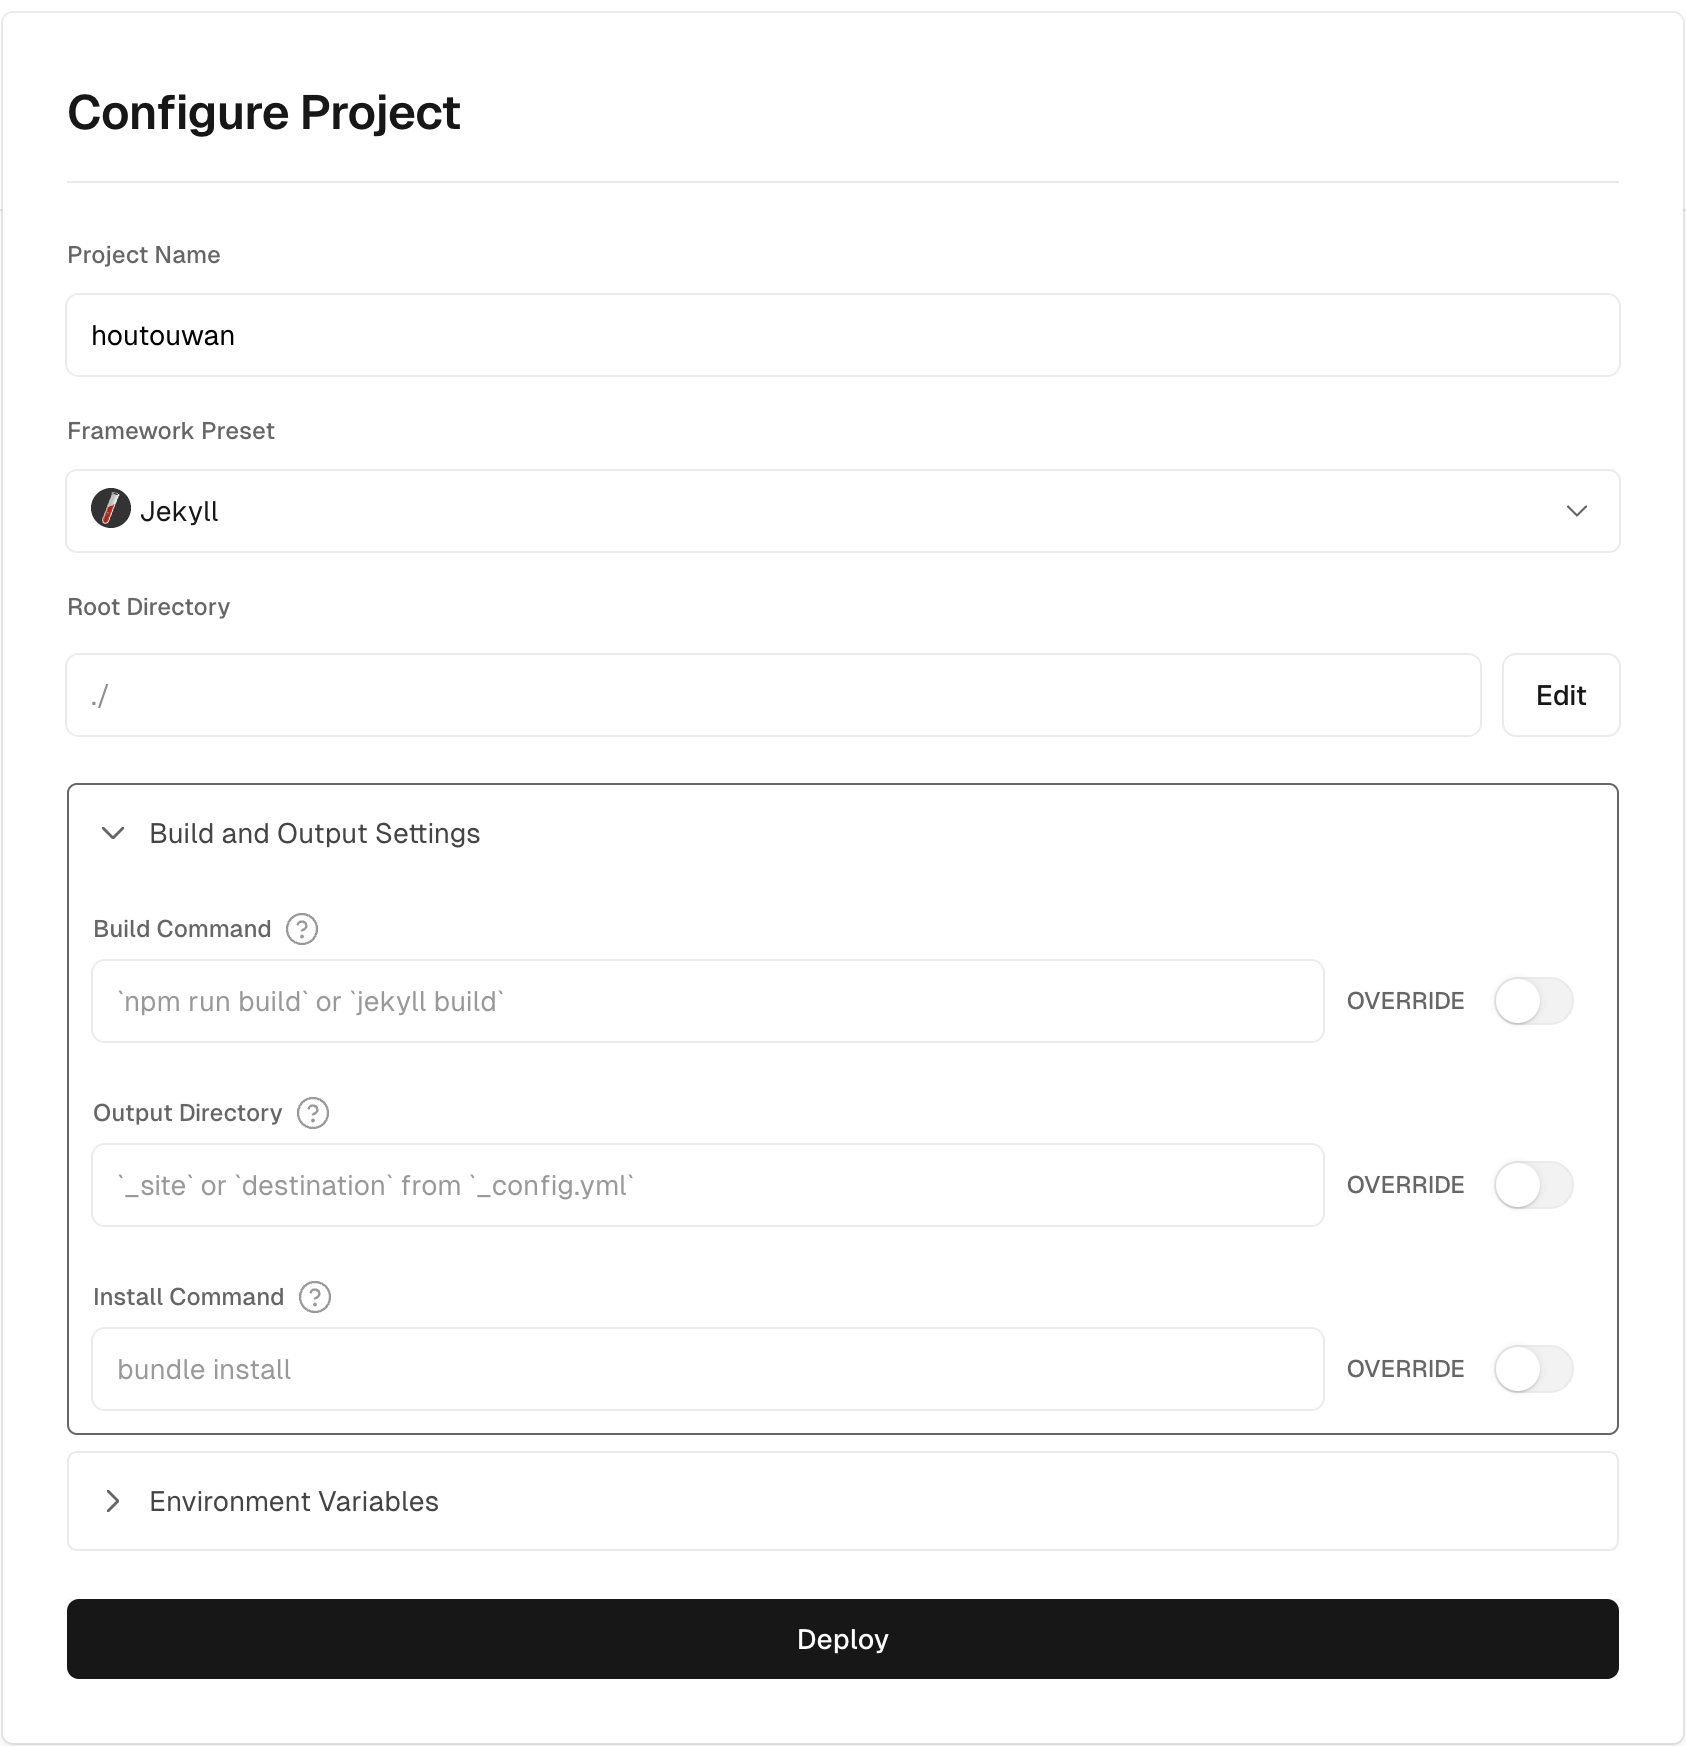 Configure Project
Project Name
houtouwan
Framework Preset
Jekyll
Root Directory
./
Edit
Build and Output Settings
Build Command ?
`npm run build` or `jekyll build`
OVERRIDE
Output Directory ?
`_site` or `destination` from `_config.yml`
OVERRIDE
Install Command ?
bundle install
OVERRIDE
Environment Variables
Deploy